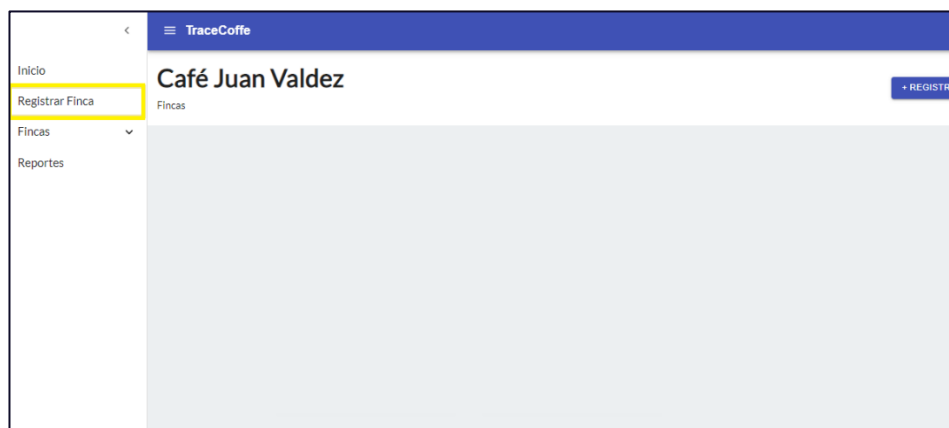 TraceCoffe
Inicio
Registrar Finca
Fincas
Reportes
Café Juan Valdez
Fincas
+ REGISTR